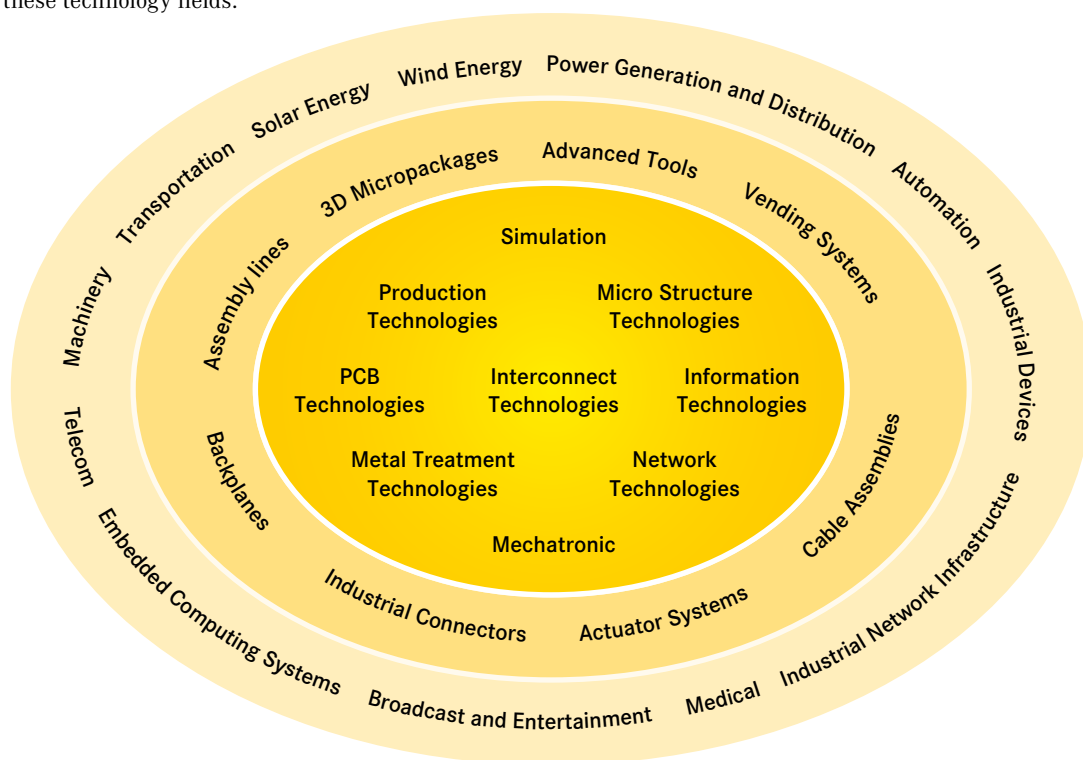 these technology fields.
Wind Energy
Power Generation and Distribution
Solar Energy
Automation
Transportation
Industrial Devices
Machinery
Telecom
Industrial Network Infrastructure
Embedded Computing Systems
Medical
Broadcast and Entertainment
3D Micropackages
Advanced Tools
Vending Systems
Assembly lines
Backplanes
Cable Assemblies
Industrial Connectors
Actuator Systems
Simulation
Production
Technologies
Micro Structure
Technologies
PCB
Technologies
Interconnect
Technologies
Information
Technologies
Metal Treatment
Technologies
Network
Technologies
Mechatronic